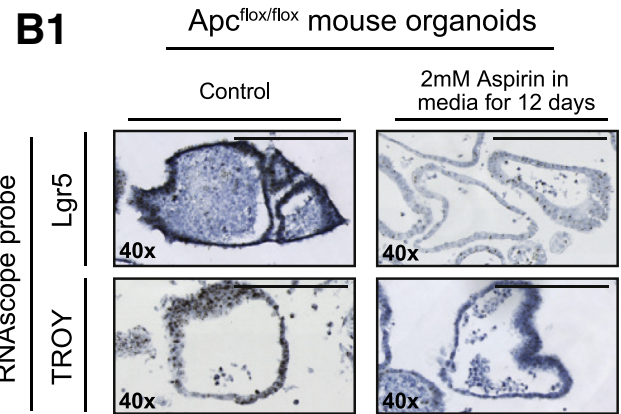 B1
Apcflox/flox mouse organoids
Control
2mM Aspirin in
media for 12 days
RNAscope probe
Lgr5
TROY
40x
40x
40x
40x